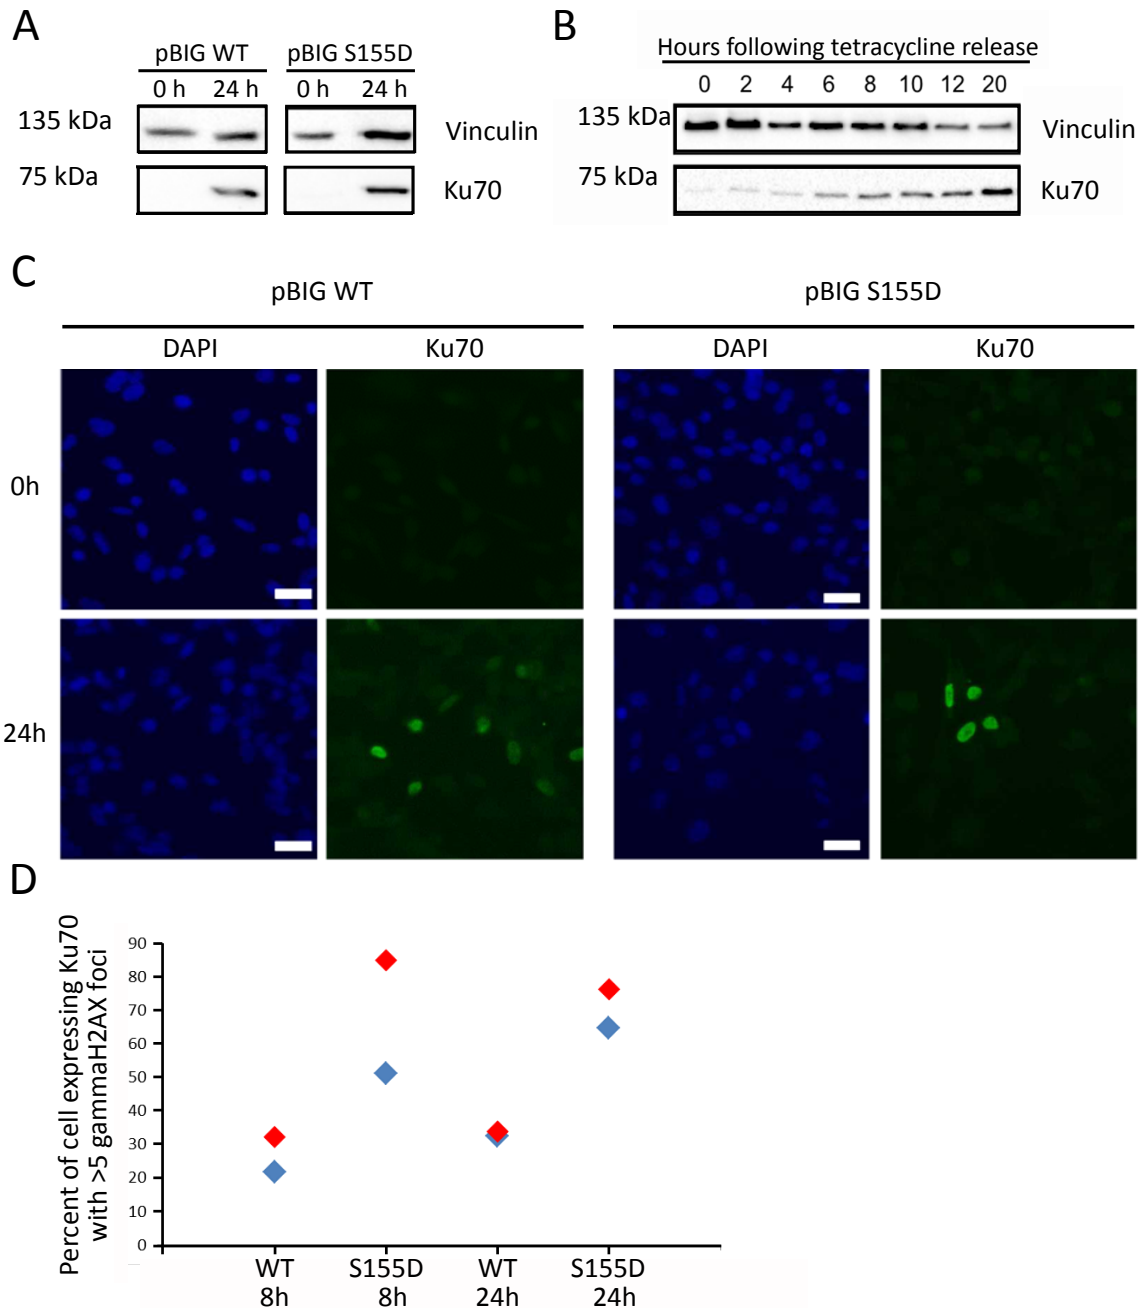 A
pBIG WT
pBIG S155D
0 h
24 h
0 h
24 h
135 kDa
Vinculin
75 kDa
Ku70
B
Hours following tetracycline release
0 2 4 6 8 10 12 20
135 kDa
Vinculin
75 kDa
Ku70
C
pBIG WT
pBIG S155D
DAPI
Ku70
DAPI
Ku70
0h
24h
D
Percent of cell expressing Ku70
with >5 gammaH2AX foci
90
80
70
60
50
40
30
20
10
0
WT
8h
S155D
8h
WT
24h
S155D
24h